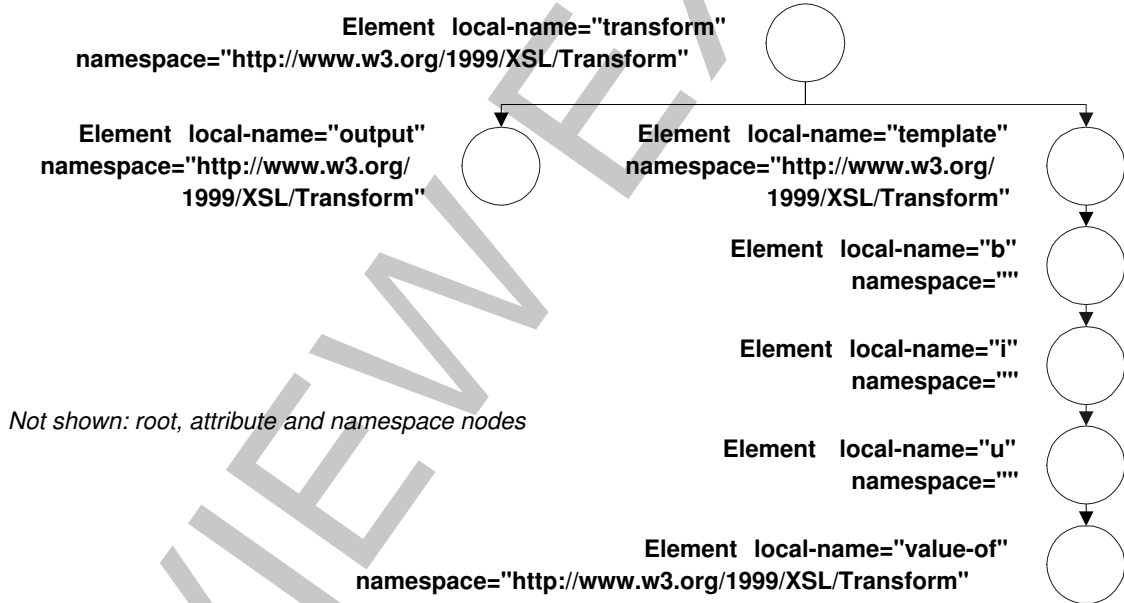 Element local-name="transform"
namespace="http://www.w3.org/1999/XSL/Transform"
Element local-name="output"
namespace="http://www.w3.org/
1999/XSL/Transform"
Element local-name="template"
namespace="http://www.w3.org/
1999/XSL/Transform"
Element local-name="b"
namespace=""
Element local-name="i"
namespace=""
Not shown: root, attribute and namespace nodes
Element local-name="u"
namespace=""
Element local-name="value-of"
namespace="http://www.w3.org/1999/XSL/Transform"